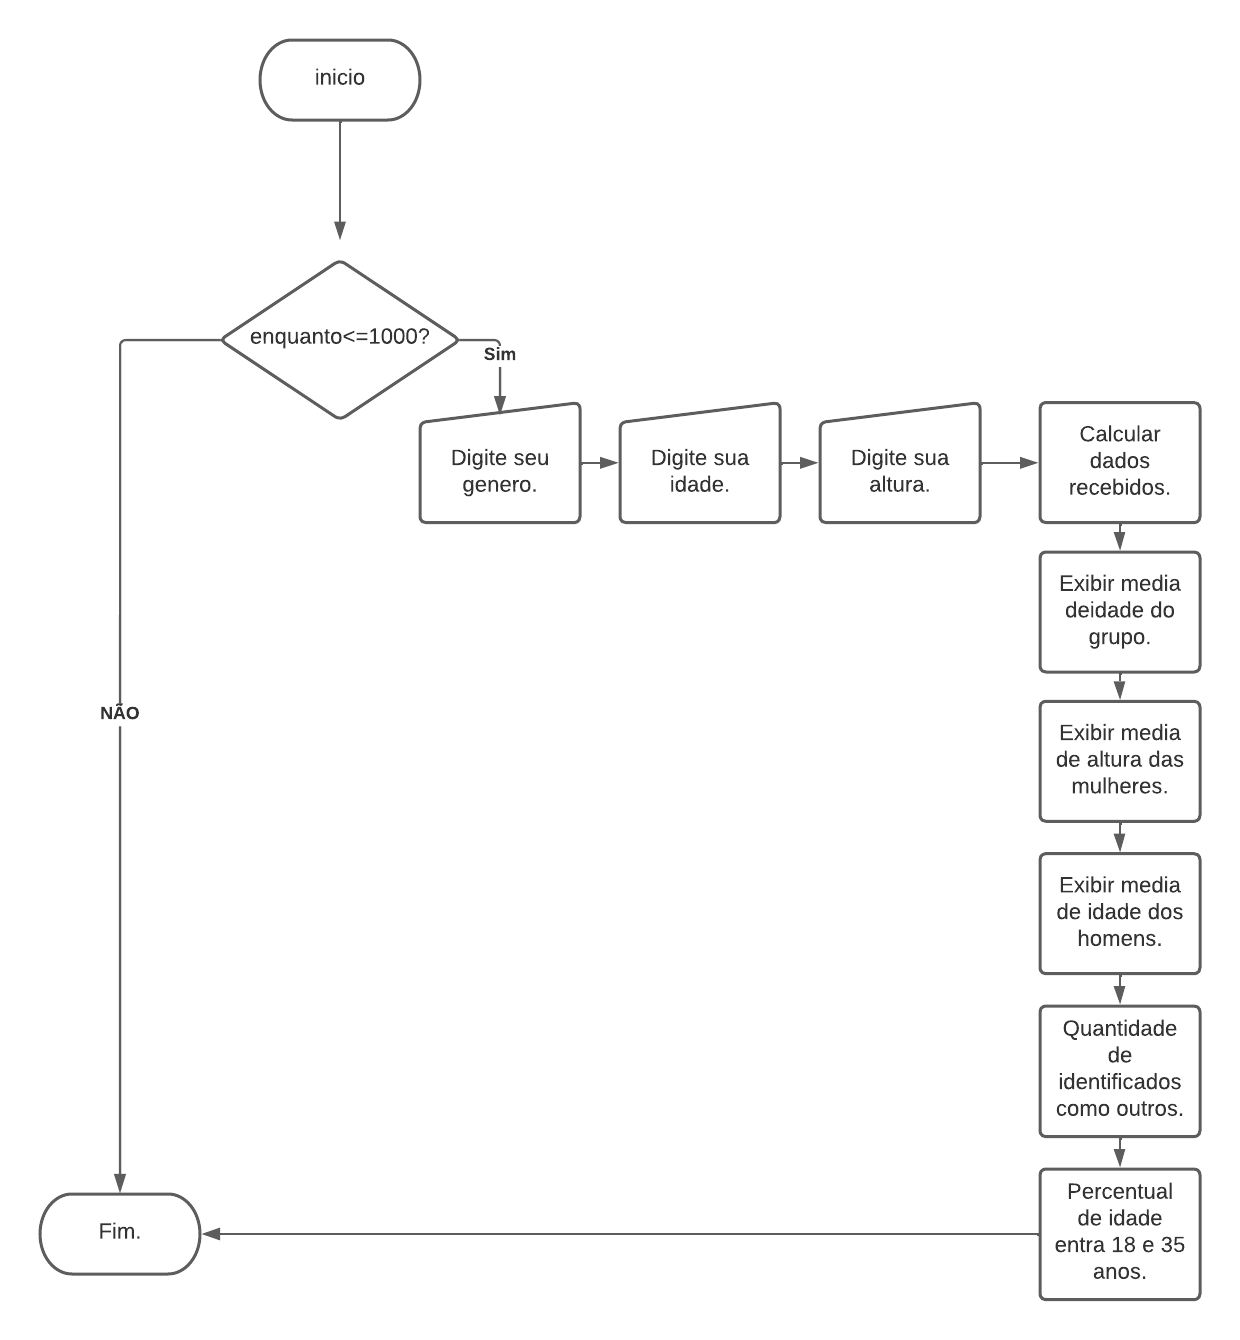 inicio
enquanto<=1000?
Sim
Digite seu
genero.
Digite sua
idade.
Digite sua
altura.
Calcular
dados
recebidos.
Exibir media
deidade do
grupo.
Exibir media
de altura das
mulheres.
Exibir media
de idade dos
homens.
Quantidade
de
identificados
como outros.
Percentual
de idade
entra 18 e 35
anos.
NÃO
Fim.